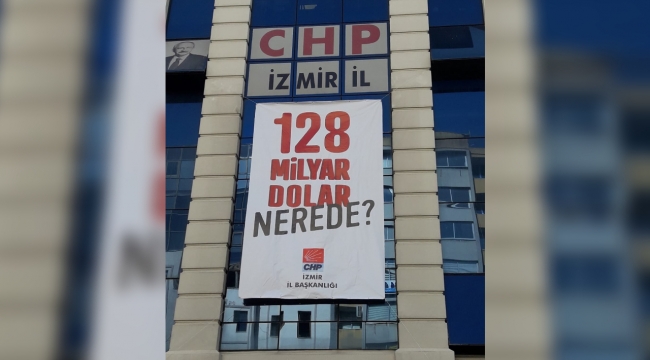 CHP
İZMİR İL
128
MİLYAR
DOLAR
NEREDE?
CHP
İZMİR
İL BAŞKANLIĞI